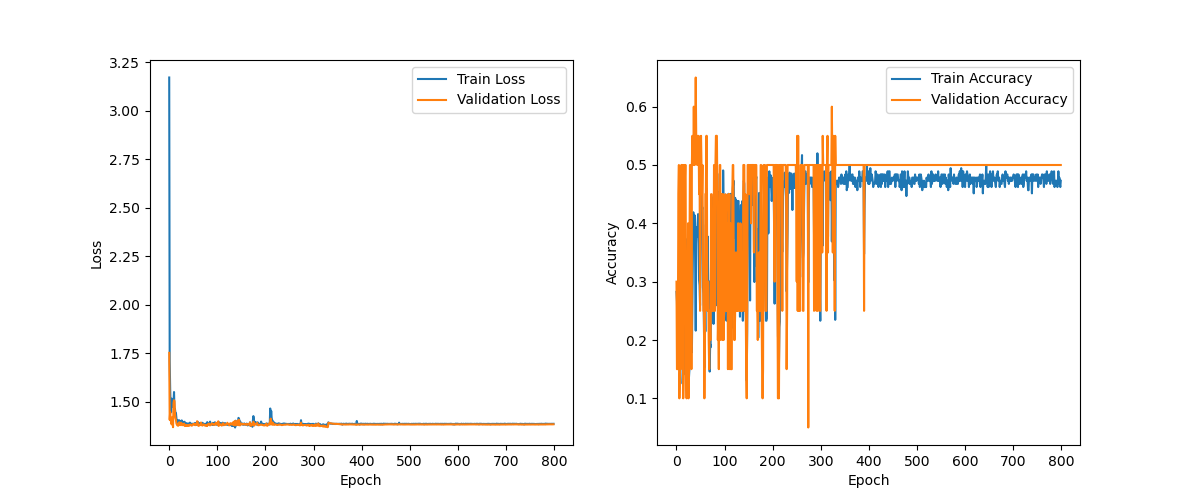 3.25
3.00
2.75
2.50
2.25
2.00
1.75
1.50
Loss
0 100 200 300 400 500 600 700 800
Epoch
Train Loss
Validation Loss
0.6
0.5
0.4
0.3
0.2
0.1
Accuracy
0 100 200 300 400 500 600 700 800
Epoch
Train Accuracy
Validation Accuracy